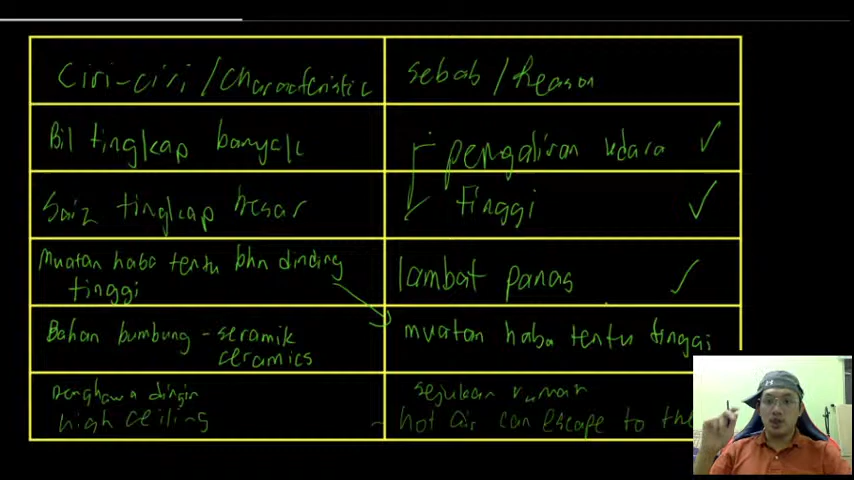 Ciri-ciri / Characteristic
Sebab / Reason
Bil tingkap banyak
pengaliran udara
Saiz tingkap besar
tinggi
Muatan haba tentu bhn dinding
tinggi
lambat panas
Bahan bumbung - seramik
ceramics
muatan haba tentu tinggi
Penghawa dingin
high ceiling
sejukan rumah
hot air can escape to the